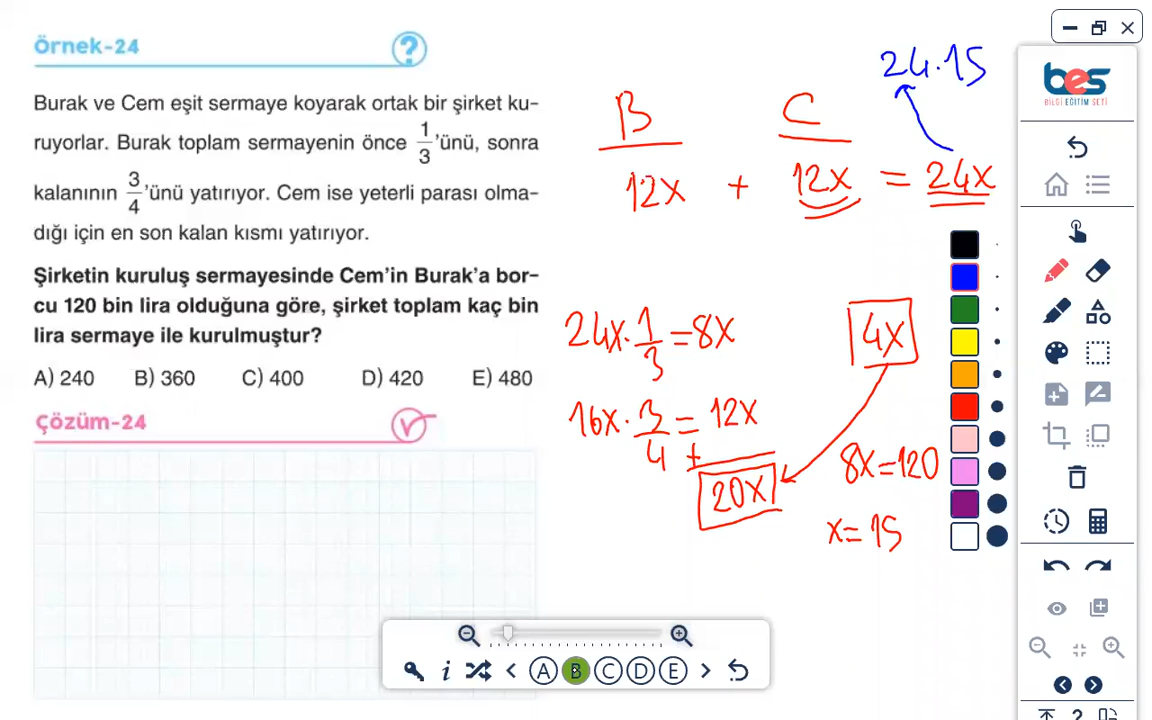 Örnek-24
?
Burak ve Cem eşit sermaye koyarak ortak bir şirket ku-
ruyorlar. Burak toplam sermayenin önce 1/3 'ünü, sonra
kalanının 3/4 'ünü yatırıyor. Cem ise yeterli parası olma-
dığı için en son kalan kısmı yatırıyor.
Şirketin kuruluş sermayesinde Cem'in Burak'a bor-
cu 120 bin lira olduğuna göre, şirket toplam kaç bin
lira sermaye ile kurulmuştur?
A) 240 B) 360 C) 400 D) 420 E) 480
Çözüm-24
24.15
B C
12x + 12x = 24x
24x . 1/3 = 8x
4x
16x . 3/4 = 12x
+
20x
8x=120
x=15
bes
BİLGİ EĞİTİM SETİ
i < A B C D E >
?